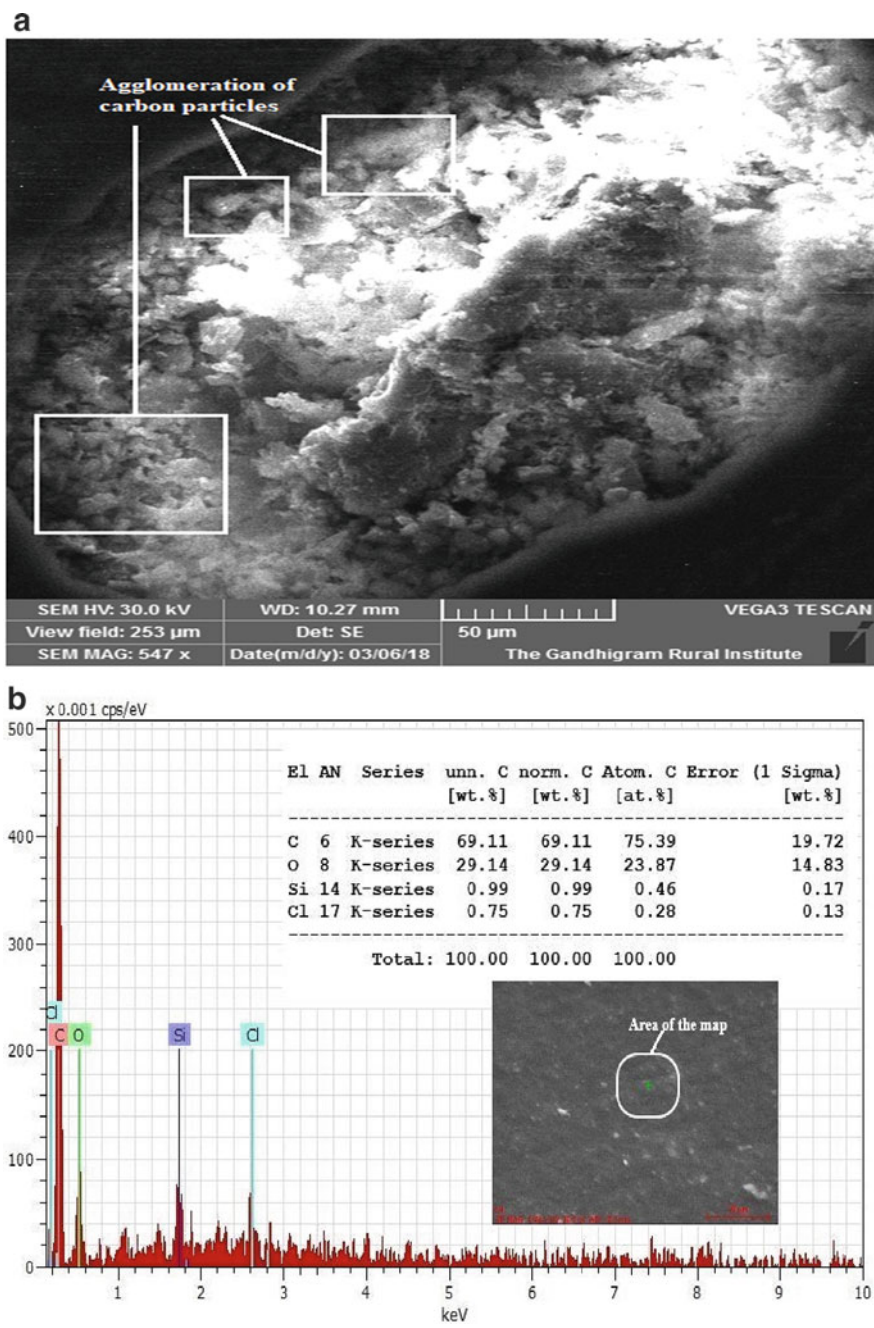 a
Agglomeration of
carbon particles
SEM HV: 30.0 kV WD: 10.27 mm VEGA3 TESCAN
View field: 253 µm Det: SE 50 µm
SEM MAG: 547 x Date(m/d/y): 03/06/18 The Gandhigram Rural Institute
b
x 0.001 cps/eV
El AN Series unn. C norm. C Atom. C Error (1 Sigma)
[wt.%] [wt.%] [at.%] [wt.%]
C 6 K-series 69.11 69.11 75.39 19.72
O 8 K-series 29.14 29.14 23.87 14.83
Si 14 K-series 0.99 0.99 0.46 0.17
Cl 17 K-series 0.75 0.75 0.28 0.13
Total: 100.00 100.00 100.00
Area of the map
500
400
300
200
100
0
Cl
C O Si Cl
1 2 3 4 5 6 7 8 9 10
keV